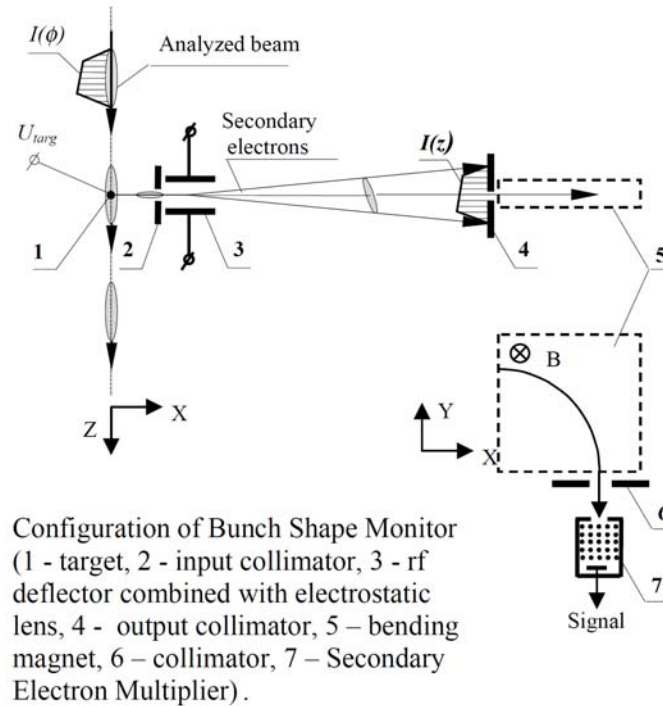 I(ϕ)
Analyzed beam
U_targ
Secondary
electrons
I(z)
1
2
3
4
5
Z
X
Y
X
B
6
7
Signal
Configuration of Bunch Shape Monitor
(1 - target, 2 - input collimator, 3 - rf
deflector combined with electrostatic
lens, 4 - output collimator, 5 – bending
magnet, 6 – collimator, 7 – Secondary
Electron Multiplier) .